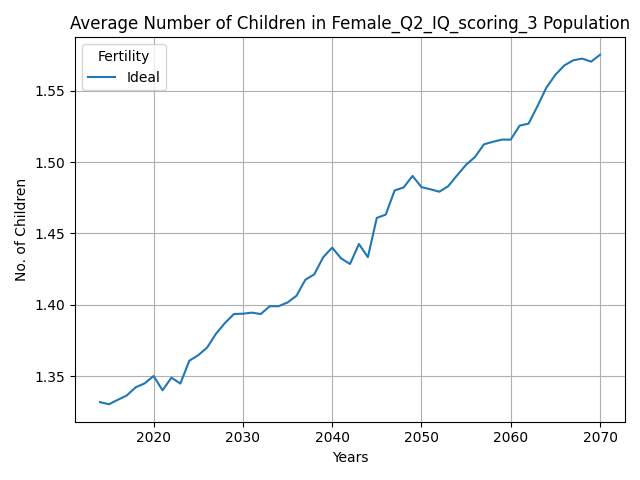 Average Number of Children in Female_Q2_IQ_scoring_3 Population
Fertility
Ideal
No. of Children
1.55
1.50
1.45
1.40
1.35
2020 2030 2040 2050 2060 2070
Years